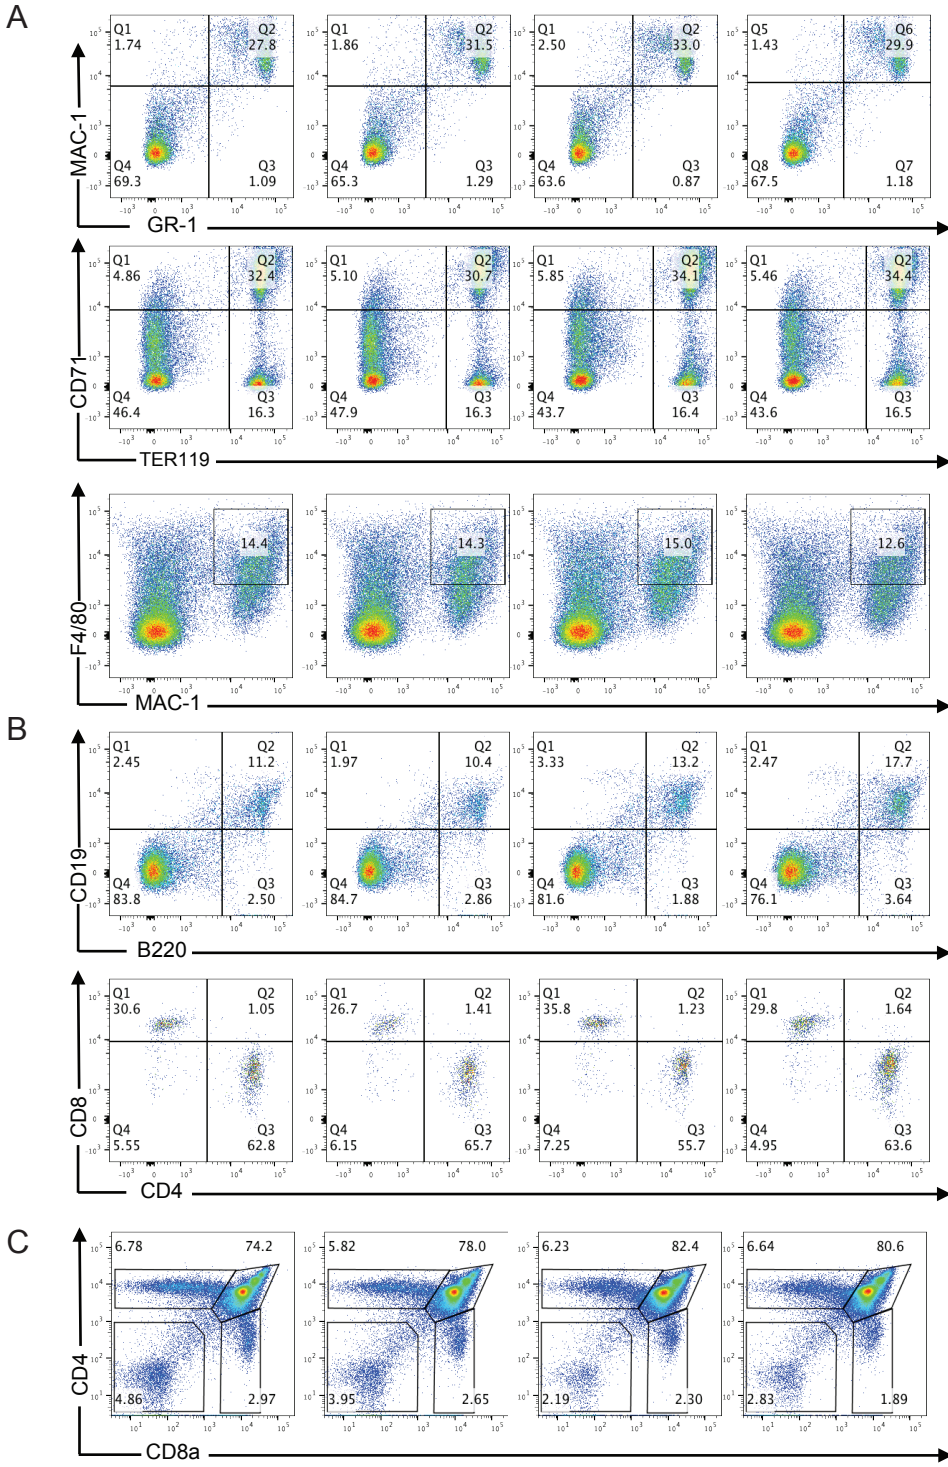 A
Q1 Q2 Q1 Q2 Q1 Q2 Q5 Q6
1.74 27.8 1.86 31.5 2.50 33.0 1.43 29.9
Q4 Q3 Q4 Q3 Q4 Q3 Q8 Q7
69.3 1.09 65.3 1.29 63.6 0.87 67.5 1.18
MAC-1
GR-1
Q1 Q2 Q1 Q2 Q1 Q2 Q1 Q2
4.86 32.4 5.10 30.7 5.85 34.1 5.46 34.4
Q4 Q3 Q4 Q3 Q4 Q3 Q4 Q3
46.4 16.3 47.9 16.3 43.7 16.4 43.6 16.5
CD71
TER119
14.4 14.3 15.0 12.6
F4/80
MAC-1
B
Q1 Q2 Q1 Q2 Q1 Q2 Q1 Q2
2.45 11.2 1.97 10.4 3.33 13.2 2.47 17.7
Q4 Q3 Q4 Q3 Q4 Q3 Q4 Q3
83.8 2.50 84.7 2.86 81.6 1.88 76.1 3.64
CD19
B220
Q1 Q2 Q1 Q2 Q1 Q2 Q1 Q2
30.6 1.05 26.7 1.41 35.8 1.23 29.8 1.64
Q4 Q3 Q4 Q3 Q4 Q3 Q4 Q3
5.55 62.8 6.15 65.7 7.25 55.7 4.95 63.6
CD8
CD4
C
6.78 74.2 5.82 78.0 6.23 82.4 6.64 80.6
4.86 2.97 3.95 2.65 2.19 2.30 2.83 1.89
CD4
CD8a